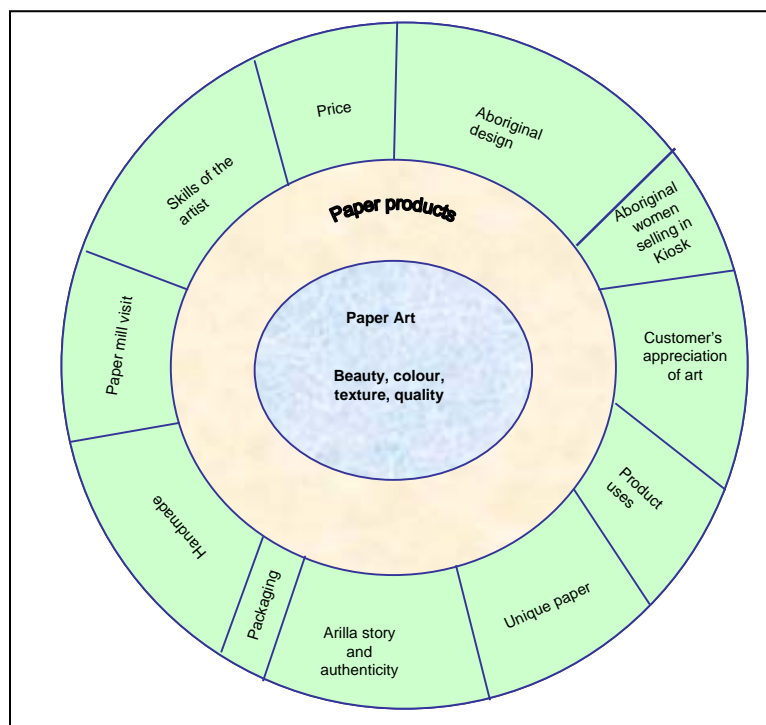 Price
Aboriginal
design
Aboriginal
women
selling in
Kiosk
Customer's
appreciation
of art
Product
uses
Unique paper
Arilla story
and
authenticity
Packaging
Handmade
Paper mill visit
Skills of the
artist
Paper products
Paper Art
Beauty, colour,
texture, quality